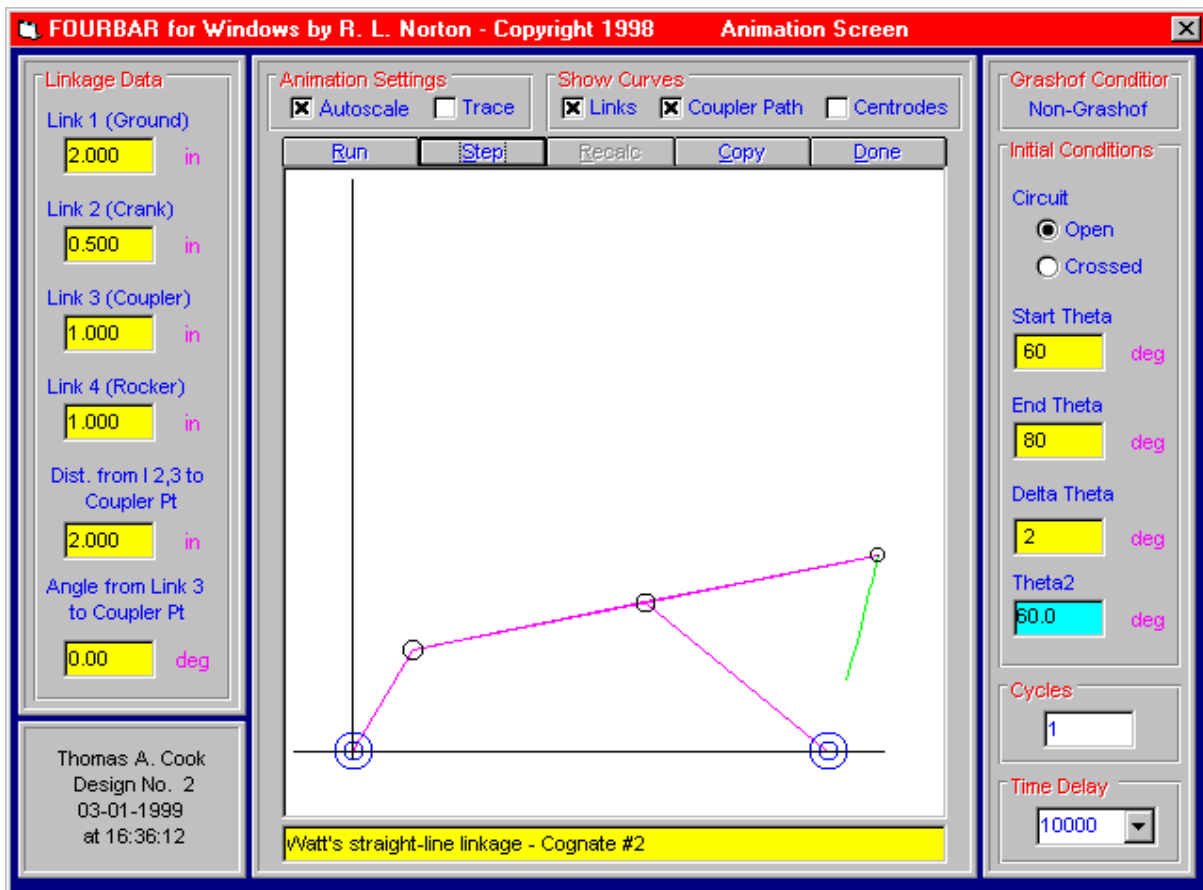 FOURBAR for Windows by R. L. Norton - Copyright 1998 Animation Screen
Linkage Data
Link 1 (Ground)
2.000 in
Link 2 (Crank)
0.500 in
Link 3 (Coupler)
1.000 in
Link 4 (Rocker)
1.000 in
Dist. from I 2,3 to
Coupler Pt
2.000 in
Angle from Link 3
to Coupler Pt
0.00 deg
Thomas A. Cook
Design No. 2
03-01-1999
at 16:36:12
Animation Settings
Autoscale Trace
Show Curves
Links Coupler Path Centrodes
Run Step Recalc Copy Done
Watt's straight-line linkage - Cognate #2
Grashof Condition
Non-Grashof
Initial Conditions
Circuit
Open
Crossed
Start Theta
60 deg
End Theta
80 deg
Delta Theta
2 deg
Theta2
60.0 deg
Cycles
1
Time Delay
10000